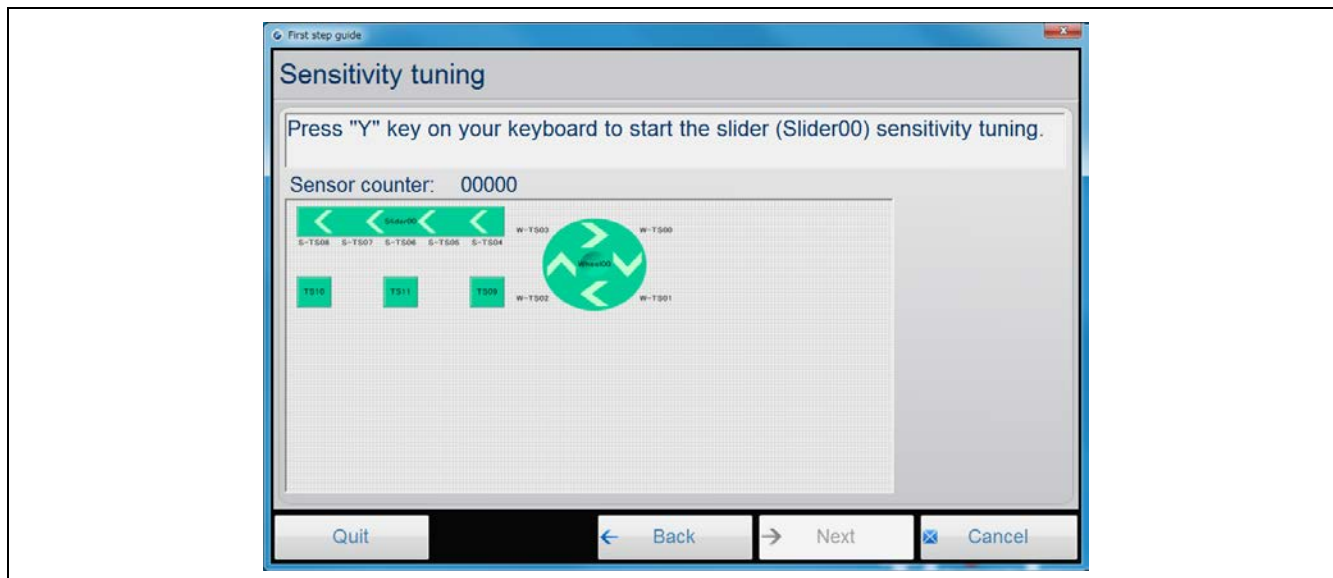 First step guide
Sensitivity tuning
Press "Y" key on your keyboard to start the slider (Slider00) sensitivity tuning.
Sensor counter: 00000
Slider00
S-TS08 S-TS07 S-TS06 S-TS05 S-TS04
W-TS03 W-TS00
Wheel00
TS10 TS11 TS09
W-TS02 W-TS01
Quit Back Next Cancel